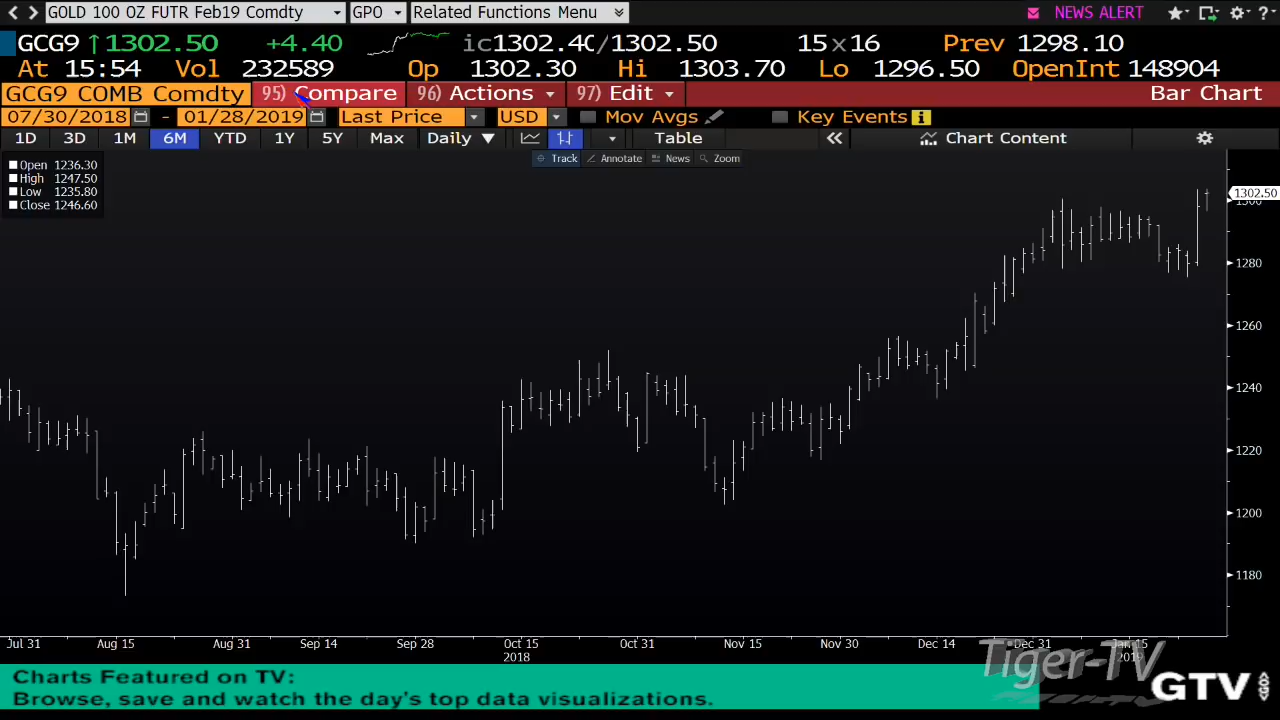 GOLD 100 OZ FUTR Feb19 Comdty GPO Related Functions Menu NEWS ALERT ?
GCG9 ↑1302.50 +4.40 ic1302.40/1302.50 15x16 Prev 1298.10
At 15:54 Vol 232589 Op 1302.30 Hi 1303.70 Lo 1296.50 OpenInt 148904
GCG9 COMB Comdty 95) Compare 96) Actions 97) Edit Bar Chart
07/30/2018 - 01/28/2019 Last Price USD Mov Avgs Key Events i
1D 3D 1M 6M YTD 1Y 5Y Max Daily ▼ Table « Chart Content
Track Annotate News Zoom
Open 1236.30
High 1247.50
Low 1235.80
Close 1246.60
1302.50
1300
1280
1260
1240
1220
1200
1180
Jul 31 Aug 15 Aug 31 Sep 14 Sep 28 Oct 15 Oct 31 Nov 15 Nov 30 Dec 14 Dec 31 Jan 15
2018 2019
Tiger-TV
Charts Featured on TV:
Browse, save and watch the day's top data visualizations.
GTV